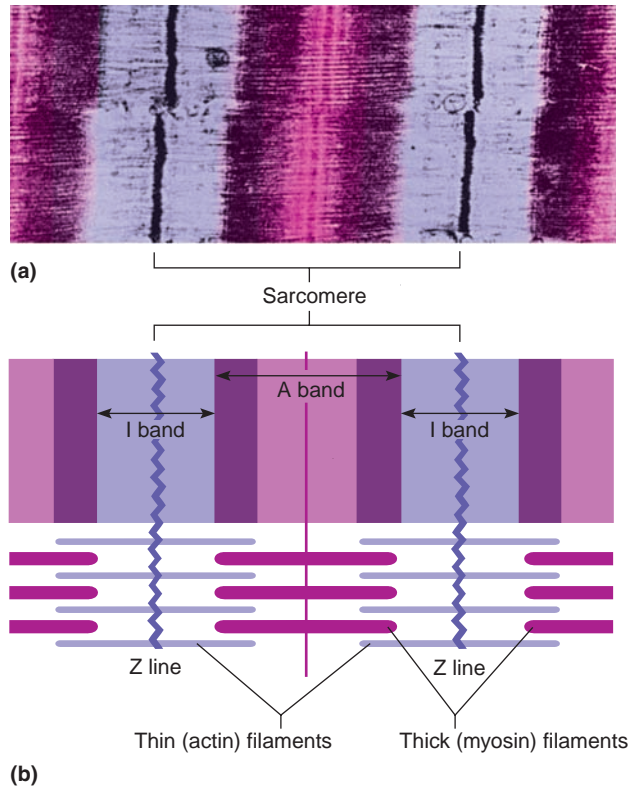 (a)
Sarcomere
A band
I band
I band
Z line
Z line
Thin (actin) filaments
Thick (myosin) filaments
(b)